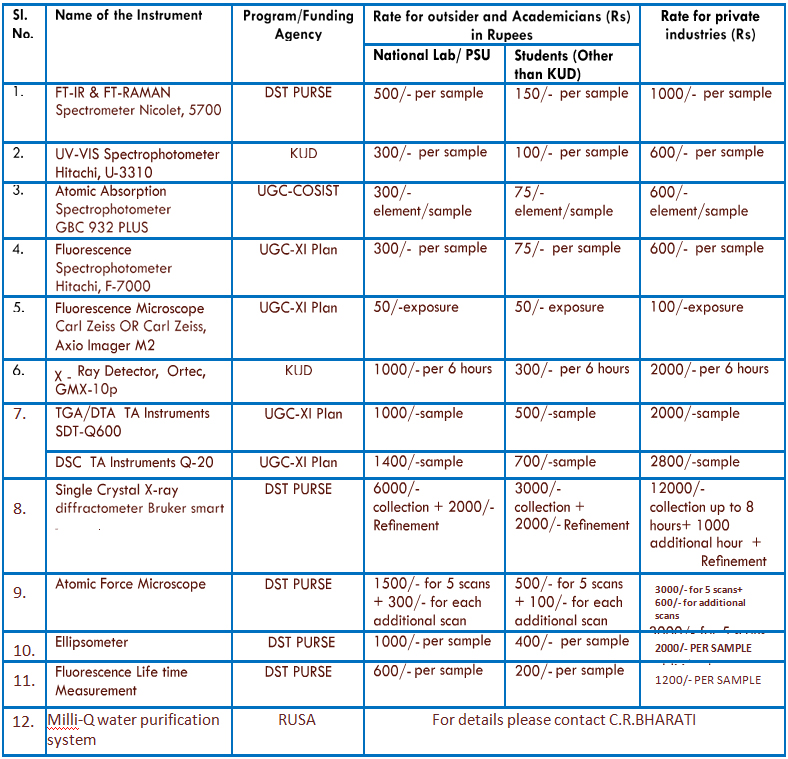 Sl. No.
Name of the Instrument
Program/Funding Agency
Rate for outsider and Academicians (Rs) in Rupees
Rate for private industries (Rs)
National Lab/ PSU
Students (Other than KUD)
1.
FT-IR & FT-RAMAN
Spectrometer Nicolet, 5700
DST PURSE
500/- per sample
150/- per sample
1000/- per sample
2.
UV-VIS Spectrophotometer
Hitachi, U-3310
KUD
300/- per sample
100/- per sample
600/- per sample
3.
Atomic Absorption
Spectrophotometer
GBC 932 PLUS
UGC-COSIST
300/-
element/sample
75/-
element/sample
600/-
element/sample
4.
Fluorescence
Spectrophotometer
Hitachi, F-7000
UGC-XI Plan
300/- per sample
75/- per sample
600/- per sample
5.
Fluorescence Microscope
Carl Zeiss OR Carl Zeiss,
Axio Imager M2
UGC-XI Plan
50/-exposure
50/- exposure
100/-exposure
6.
χ - Ray Detector, Ortec,
GMX-10p
KUD
1000/- per 6 hours
300/- per 6 hours
2000/- per 6 hours
7.
TGA/DTA TA Instruments
SDT-Q600
UGC-XI Plan
1000/-sample
500/-sample
2000/-sample
DSC TA Instruments Q-20
UGC-XI Plan
1400/-sample
700/-sample
2800/-sample
8.
Single Crystal X-ray
diffractometer Bruker smart
DST PURSE
6000/-
collection + 2000/-
Refinement
3000/-
collection +
2000/- Refinement
12000/-
collection up to 8
hours+ 1000
additional hour +
Refinement
9.
Atomic Force Microscope
DST PURSE
1500/- for 5 scans
+ 300/- for each
additional scan
500/- for 5 scans
+ 100/- for each
additional scan
3000/- for 5 scans+
600/- for additional
scans
10.
Ellipsometer
DST PURSE
1000/- per sample
400/- per sample
2000/- PER SAMPLE
11.
Fluorescence Life time
Measurement
DST PURSE
600/- per sample
200/- per sample
1200/- PER SAMPLE
12.
Milli-Q water purification
system
RUSA
For details please contact C.R.BHARATI